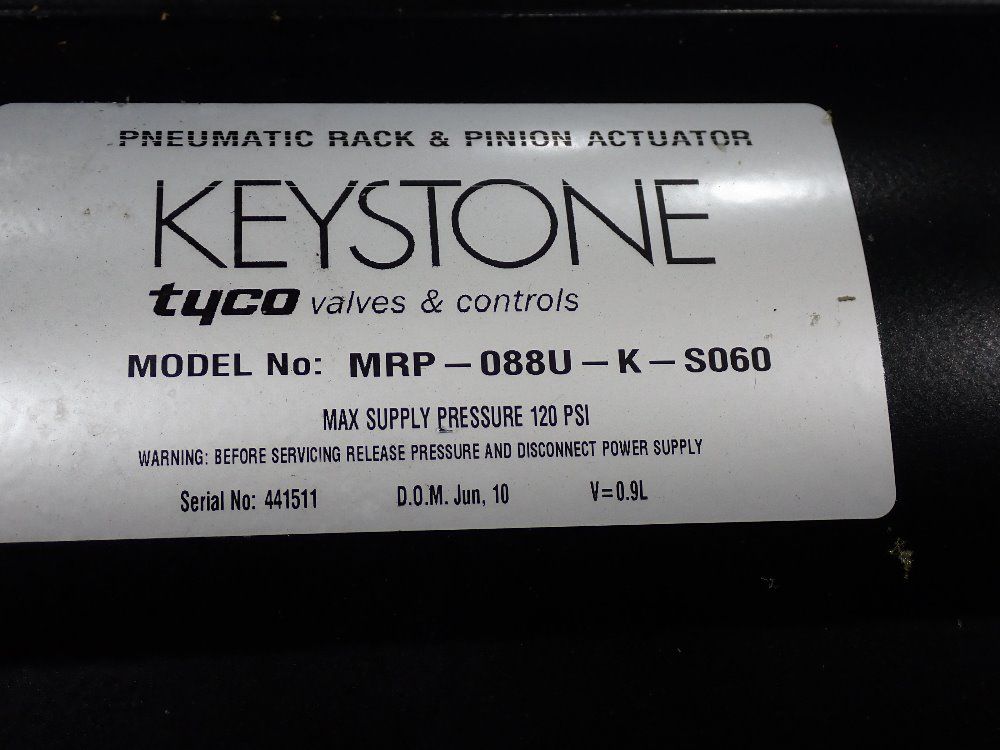 PNEUMATIC RACK & PINION ACTUATOR
KEYSTONE
tyco valves & controls
MODEL No: MRP – 088U – K – S060
MAX SUPPLY PRESSURE 120 PSI
WARNING: BEFORE SERVICING RELEASE PRESSURE AND DISCONNECT POWER SUPPLY
Serial No: 441511 D.O.M. Jun, 10 V=0.9L